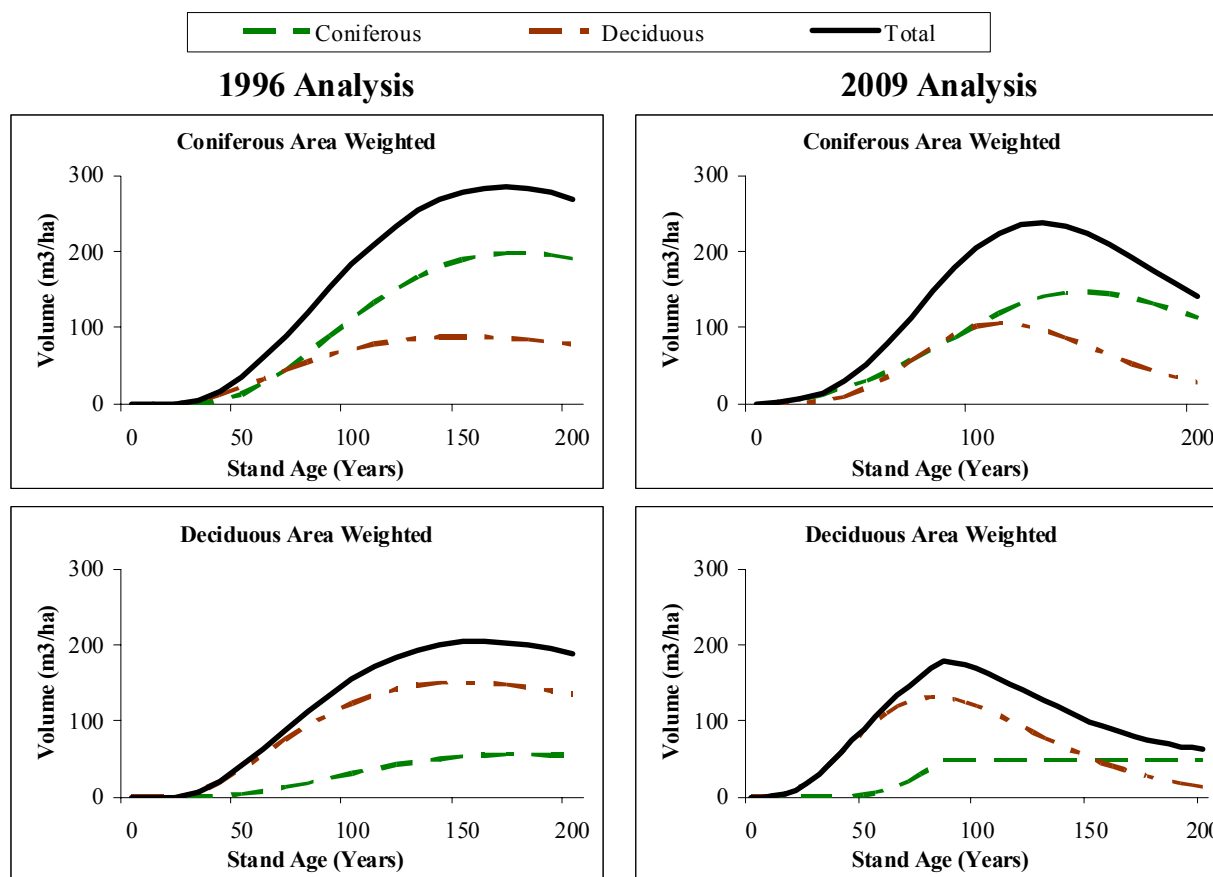 Coniferous Deciduous Total
1996 Analysis
2009 Analysis
Coniferous Area Weighted
300
200
100
0
Volume (m3/ha)
0 50 100 150 200
Stand Age (Years)
Coniferous Area Weighted
300
200
100
0
Volume (m3/ha)
0 100 200
Stand Age (Years)
Deciduous Area Weighted
300
200
100
0
Volume (m3/ha)
0 50 100 150 200
Stand Age (Years)
Deciduous Area Weighted
300
200
100
0
Volume (m3/ha)
0 50 100 150 200
Stand Age (Years)